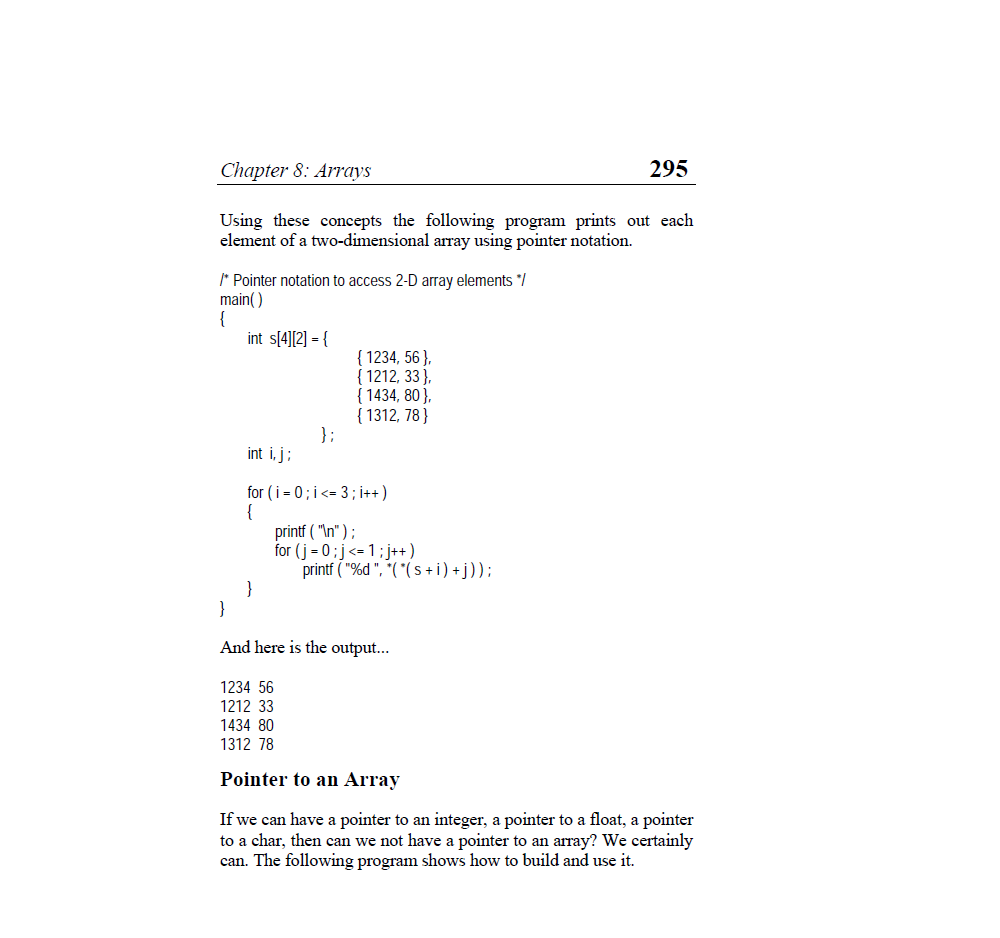 Chapter 8: Arrays 295
Using these concepts the following program prints out each
element of a two-dimensional array using pointer notation.
/* Pointer notation to access 2-D array elements */
main( )
{
int s[4][2] = {
{ 1234, 56 },
{ 1212, 33 },
{ 1434, 80 },
{ 1312, 78 }
} ;
int i, j ;
for ( i = 0 ; i <= 3 ; i++ )
{
printf ( "\n" ) ;
for ( j = 0 ; j <= 1 ; j++ )
printf ( "%d ", *( *( s + i ) + j ) ) ;
}
}
And here is the output...
1234 56
1212 33
1434 80
1312 78
Pointer to an Array
If we can have a pointer to an integer, a pointer to a float, a pointer
to a char, then can we not have a pointer to an array? We certainly
can. The following program shows how to build and use it.